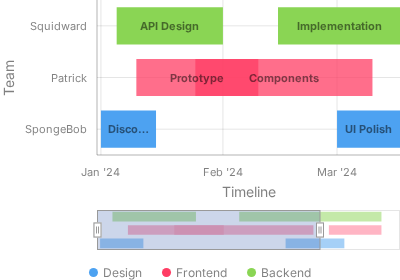 Squidward
API Design
Implementation
Team
Patrick
Prototype
Components
SpongeBob
Disco...
UI Polish
Jan '24
Feb '24
Mar '24
Timeline
Design
Frontend
Backend